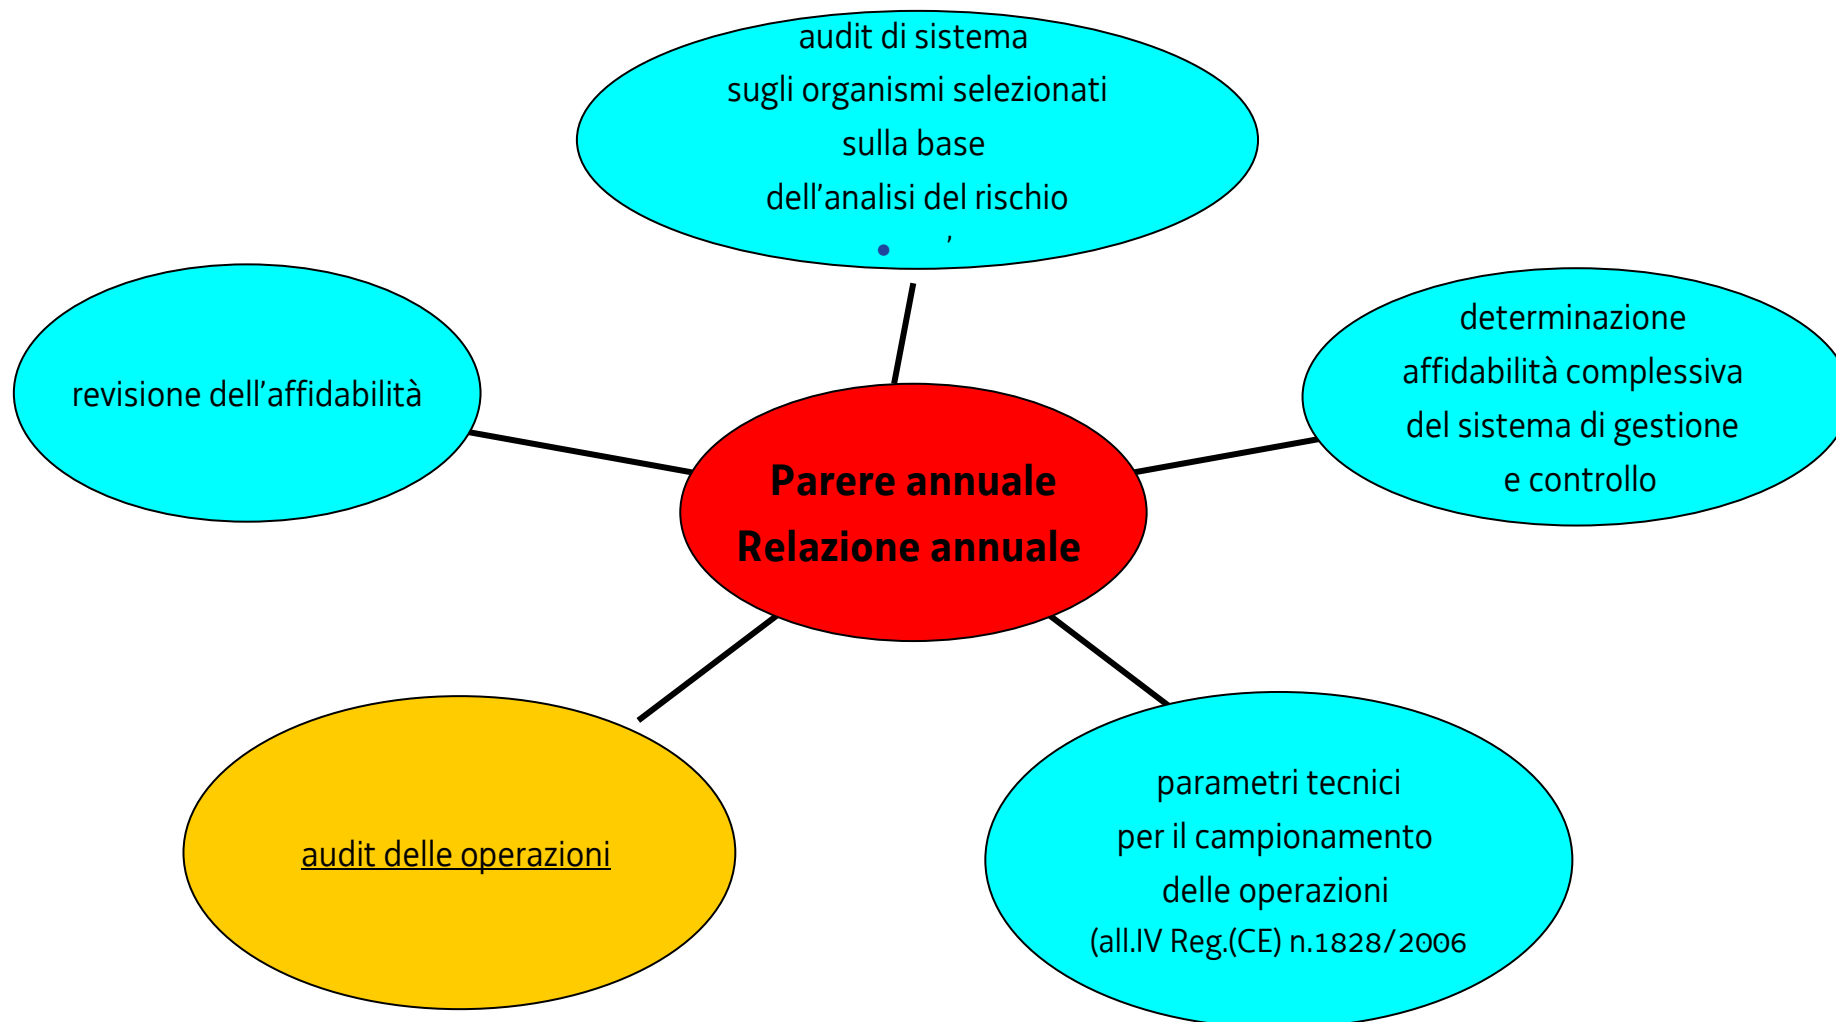 audit di sistema
sugli organismi selezionati
sulla base
dell’analisi del rischio
• ’
revisione dell’affidabilità
determinazione
affidabilità complessiva
del sistema di gestione
e controllo
Parere annuale
Relazione annuale
audit delle operazioni
parametri tecnici
per il campionamento
delle operazioni
(all.IV Reg.(CE) n.1828/2006